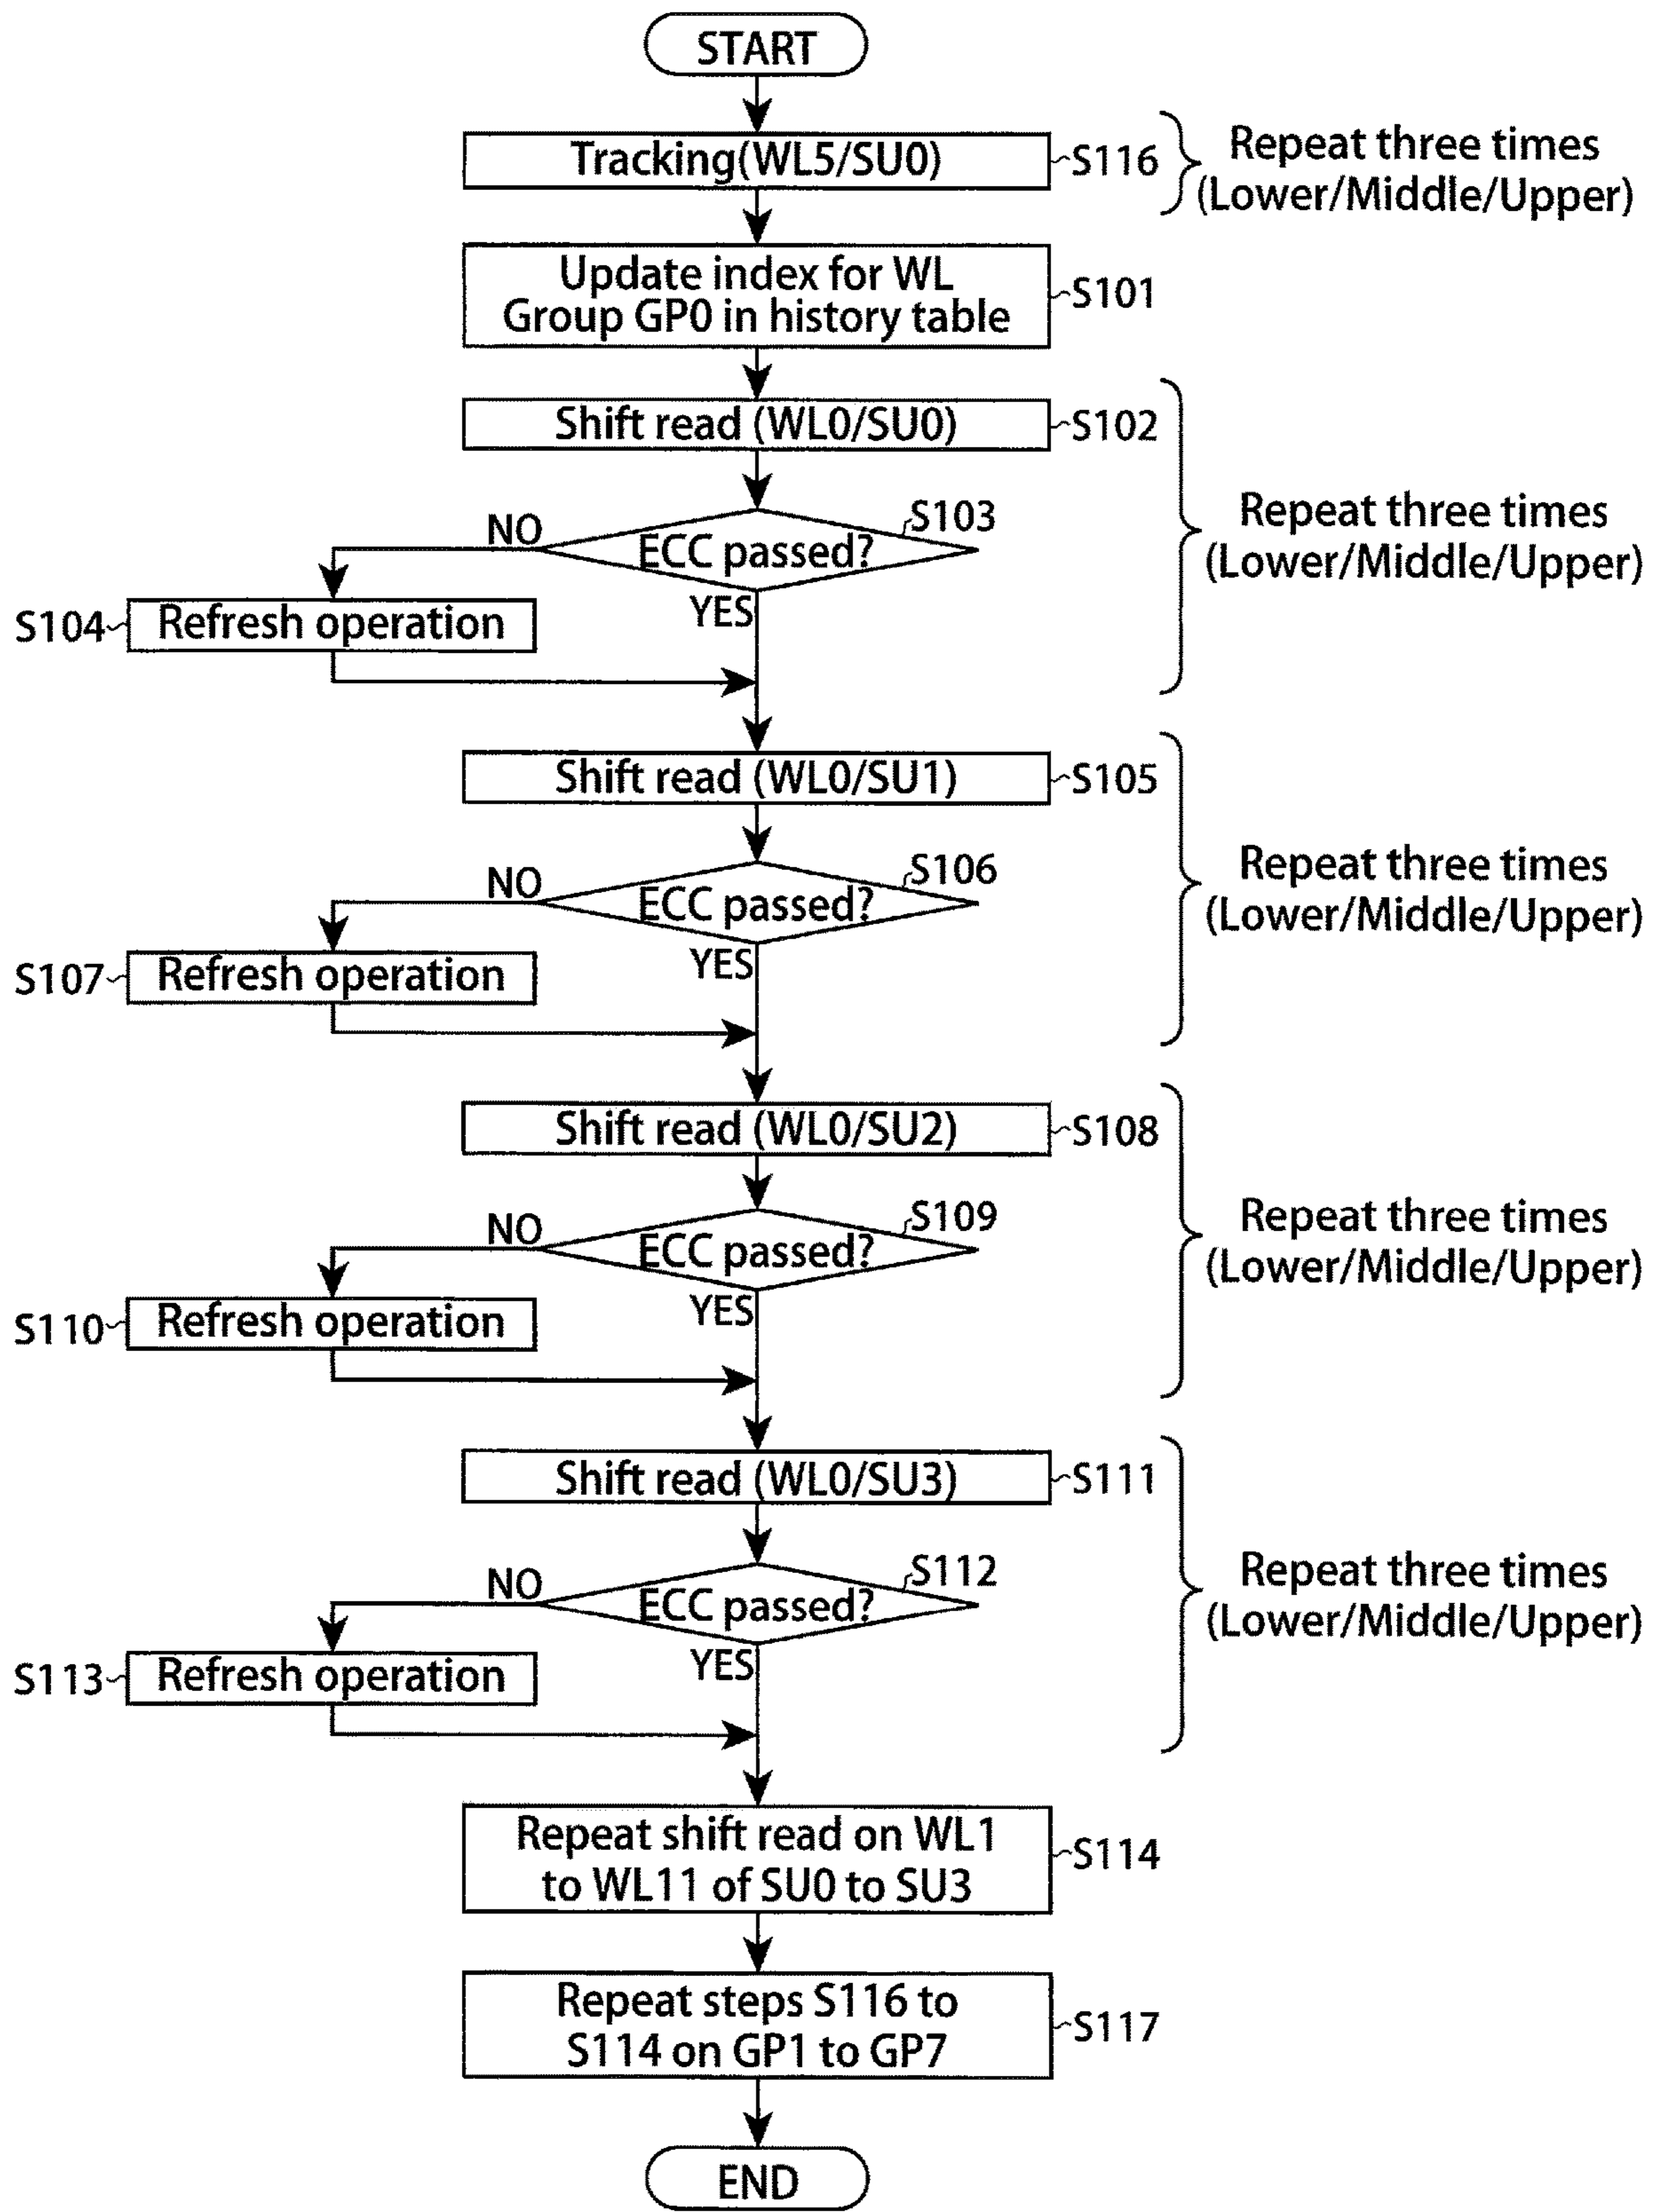 START
Tracking(WL5/SU0)
S116
Repeat three times
(Lower/Middle/Upper)
Update index for WL
Group GP0 in history table
S101
Shift read (WL0/SU0)
S102
Repeat three times
(Lower/Middle/Upper)
S103
NO
ECC passed?
YES
S104
Refresh operation
Shift read (WL0/SU1)
S105
Repeat three times
(Lower/Middle/Upper)
S106
NO
ECC passed?
YES
S107
Refresh operation
Shift read (WL0/SU2)
S108
Repeat three times
(Lower/Middle/Upper)
S109
NO
ECC passed?
YES
S110
Refresh operation
Shift read (WL0/SU3)
S111
Repeat three times
(Lower/Middle/Upper)
S112
NO
ECC passed?
YES
S113
Refresh operation
Repeat shift read on WL1
to WL11 of SU0 to SU3
S114
Repeat steps S116 to
S114 on GP1 to GP7
S117
END